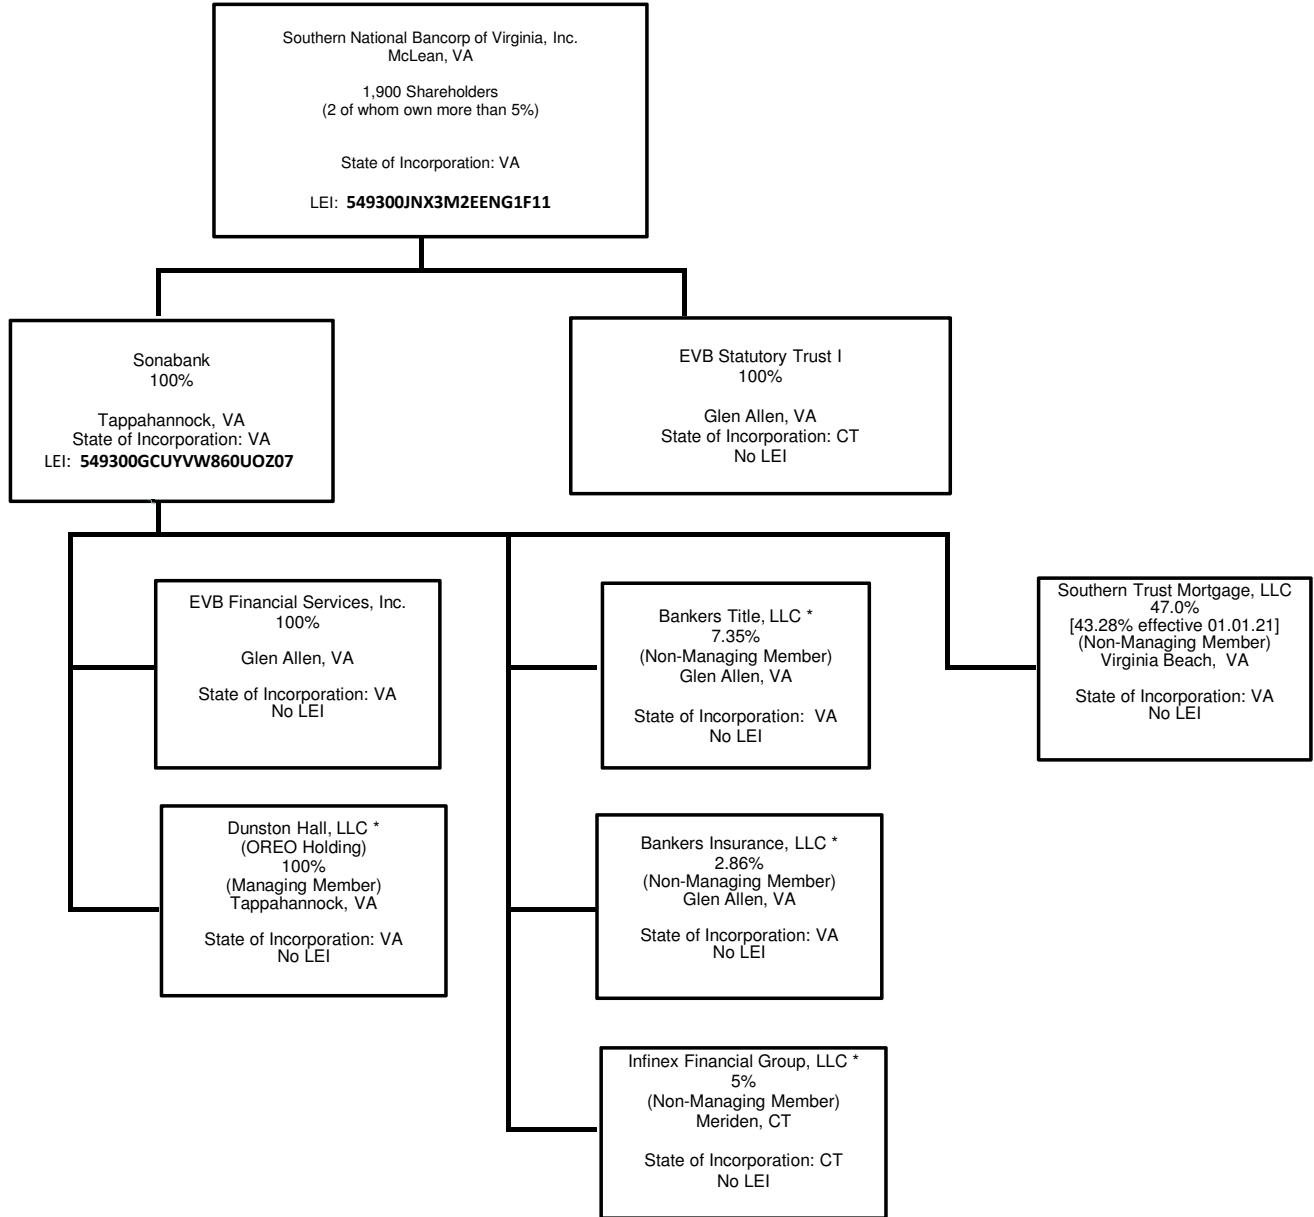 Southern National Bancorp of Virginia, Inc.
McLean, VA
1,900 Shareholders
(2 of whom own more than 5%)
State of Incorporation: VA
LEI: 549300JNX3M2EENG1F11
Sonabank
100%
Tappahannock, VA
State of Incorporation: VA
LEI: 549300GCUYVW860UOZ07
EVB Statutory Trust I
100%
Glen Allen, VA
State of Incorporation: CT
No LEI
EVB Financial Services, Inc.
100%
Glen Allen, VA
State of Incorporation: VA
No LEI
Bankers Title, LLC *
7.35%
(Non-Managing Member)
Glen Allen, VA
State of Incorporation: VA
No LEI
Southern Trust Mortgage, LLC
47.0%
[43.28% effective 01.01.21]
(Non-Managing Member)
Virginia Beach, VA
State of Incorporation: VA
No LEI
Dunston Hall, LLC *
(OREO Holding)
100%
(Managing Member)
Tappahannock, VA
State of Incorporation: VA
No LEI
Bankers Insurance, LLC *
2.86%
(Non-Managing Member)
Glen Allen, VA
State of Incorporation: VA
No LEI
Infinex Financial Group, LLC *
5%
(Non-Managing Member)
Meriden, CT
State of Incorporation: CT
No LEI